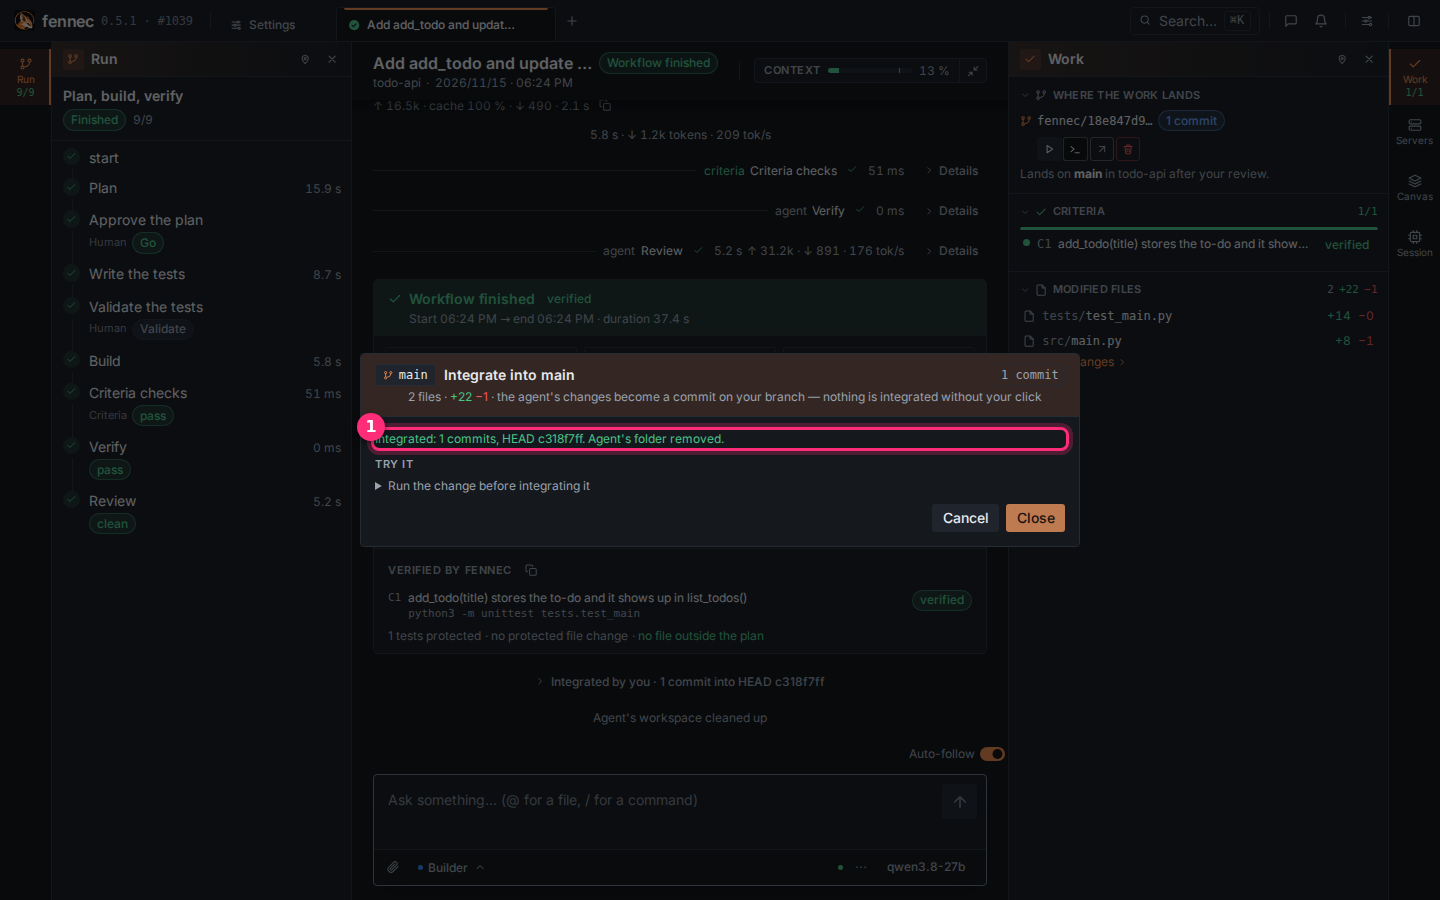 fennec 0.5.1 · #1039
Settings
Add add_todo and updat...
Search... ⌘K
Run
9/9
Run
Plan, build, verify
Finished 9/9
start
Plan 15.9 s
Approve the plan
Human Go
Write the tests 8.7 s
Validate the tests
Human Validate
Build 5.8 s
Criteria checks 51 ms
Criteria pass
Verify 0 ms
pass
Review 5.2 s
clean
Add add_todo and update ... Workflow finished
todo-api · 2026/11/15 · 06:24 PM
CONTEXT 13 %
↑ 16.5k · cache 100 % · ↓ 490 · 2.1 s
5.8 s · ↓ 1.2k tokens · 209 tok/s
criteria Criteria checks ✓ 51 ms > Details
agent Verify ✓ 0 ms > Details
agent Review ✓ 5.2 s ↑ 31.2k · ↓ 891 · 176 tok/s > Details
Workflow finished verified
Start 06:24 PM → end 06:24 PM · duration 37.4 s
main Integrate into main 1 commit
2 files · +22 −1 · the agent's changes become a commit on your branch — nothing is integrated without your click
1
Integrated: 1 commits, HEAD c318f7ff. Agent's folder removed.
TRY IT
▶ Run the change before integrating it
Cancel Close
VERIFIED BY FENNEC
C1 add_todo(title) stores the to-do and it shows up in list_todos() verified
python3 -m unittest tests.test_main
1 tests protected · no protected file change · no file outside the plan
> Integrated by you · 1 commit into HEAD c318f7ff
Agent's workspace cleaned up
Auto-follow
Ask something... (@ for a file, / for a command)
Builder
qwen3.8-27b
Work
WHERE THE WORK LANDS
fennec/18e847d9... 1 commit
Lands on main in todo-api after your review.
CRITERIA 1/1
C1 add_todo(title) stores the to-do and it show... verified
MODIFIED FILES 2 +22 −1
tests/test_main.py +14 −0
src/main.py +8 −1
anges >
Work
1/1
Servers
Canvas
Session